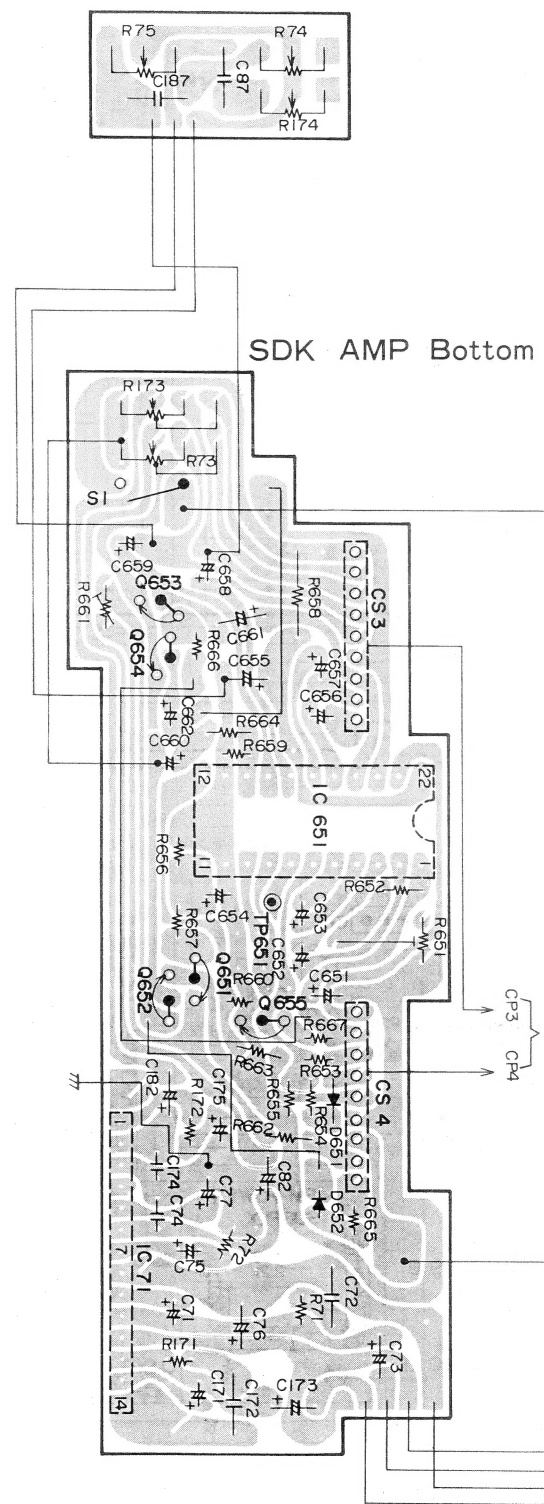 R75
R74
C187
C87
R174
SDK AMP Bottom
R173
R73
S1
C659
C658
Q653
R661
Q654
R666
C661
R658
CS3
C655
C657
C656
C662
R664
C660
R659
12
22
IC 651
R656
11
1
R652
C654
TP651
C653
R657
C652
R651
Q652
Q651
R660
C651
Q655
CP3
R667
R663
R653
CP4
CS4
C182
R172
C175
R655
R654
D651
R662
1
C174
C77
C82
D652
R665
C74
7
IC 71
C75
R72
C71
C76
R71
C72
R171
C73
C171
C172
C173
14